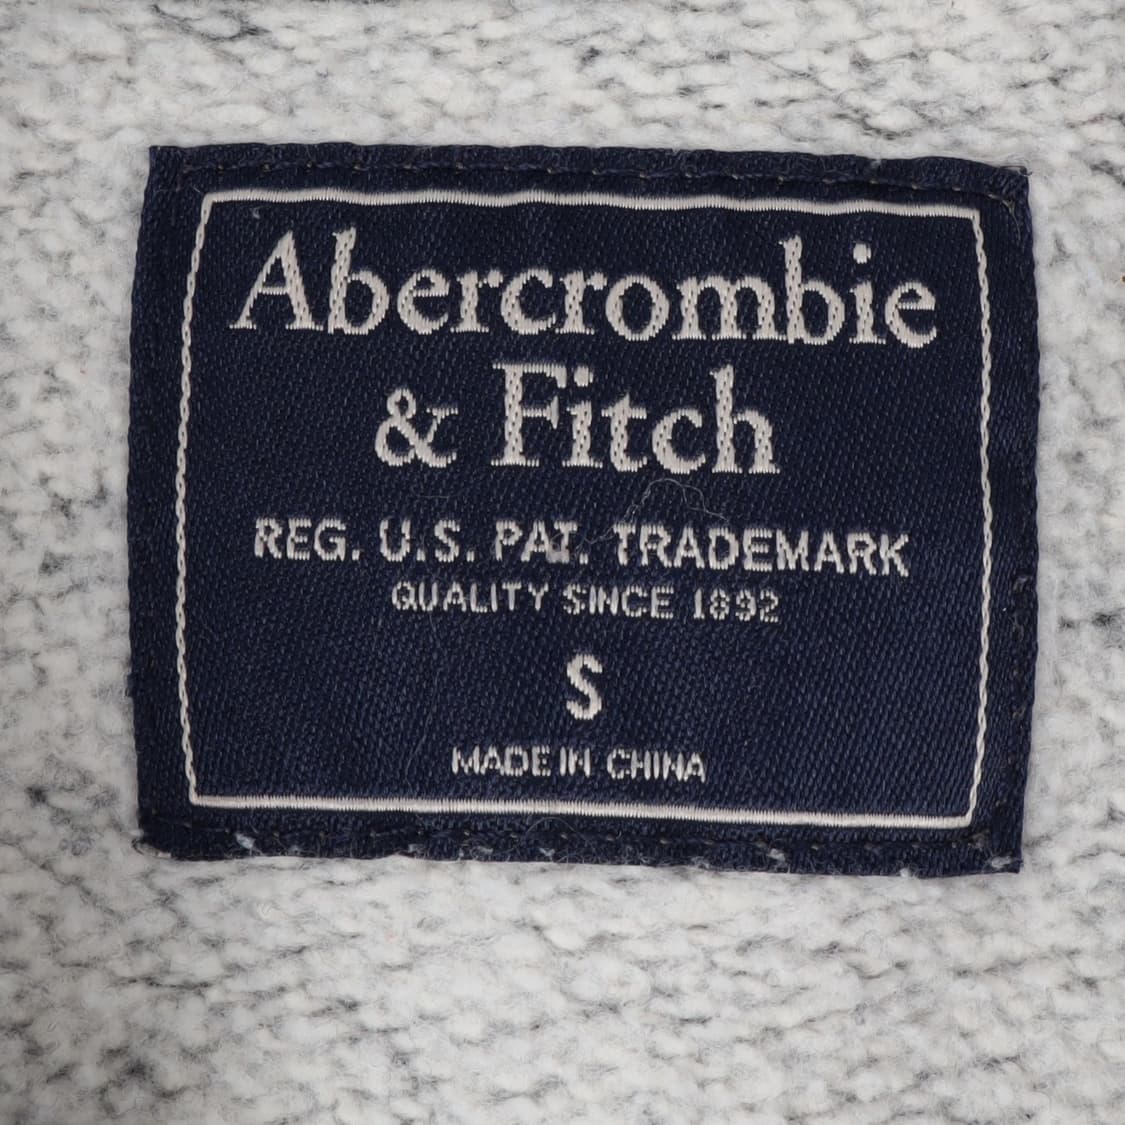 Abercrombie
& Fitch
REG. U.S. PAT. TRADEMARK
QUALITY SINCE 1892
S
MADE IN CHINA